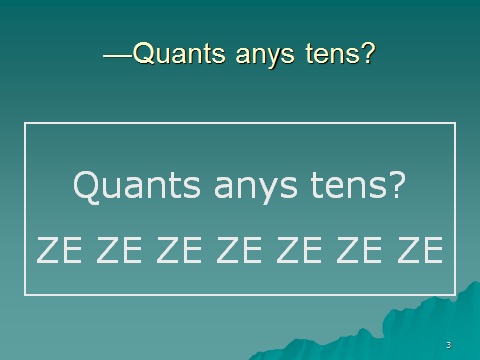 —Quants anys tens?
Quants anys tens?
ZE ZE ZE ZE ZE ZE ZE
3